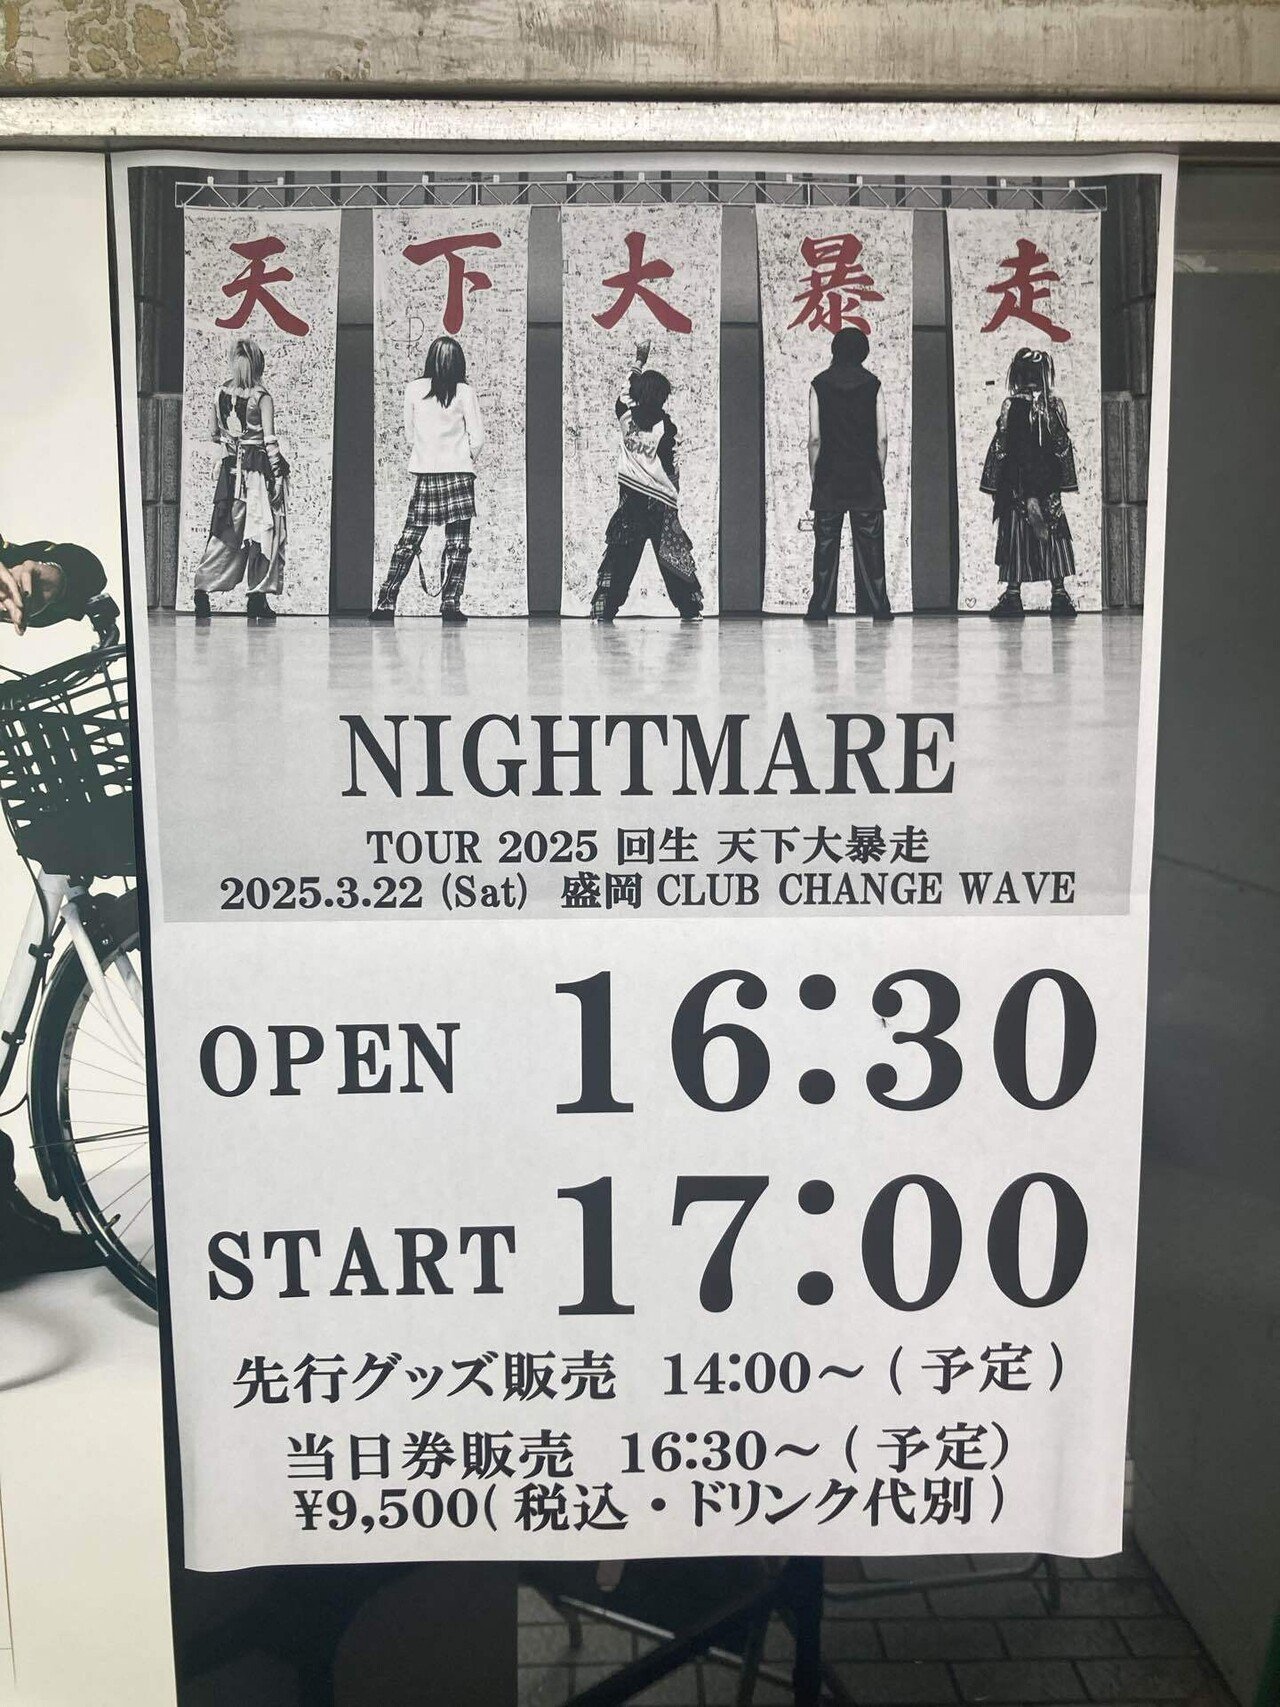 天下大暴走
NIGHTMARE
TOUR 2025 回生 天下大暴走
2025.3.22 (Sat) 盛岡 CLUB CHANGE WAVE
OPEN 16:30
START 17:00
先行グッズ販売 14:00～(予定)
当日券販売 16:30～(予定)
¥9,500(税込・ドリンク代別)